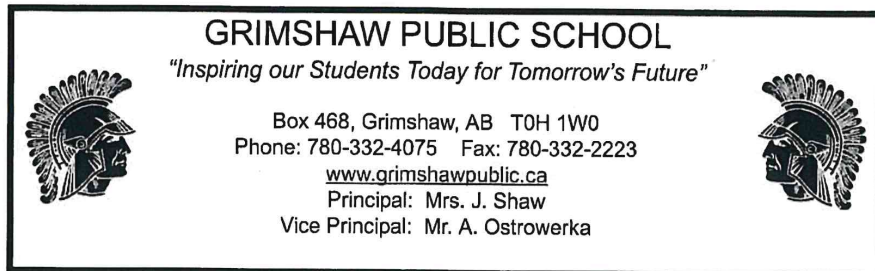 GRIMSHAW PUBLIC SCHOOL
"Inspiring our Students Today for Tomorrow's Future"
Box 468, Grimshaw, AB T0H 1W0
Phone: 780-332-4075 Fax: 780-332-2223
www.grimshawpublic.ca
Principal: Mrs. J. Shaw
Vice Principal: Mr. A. Ostrowerka